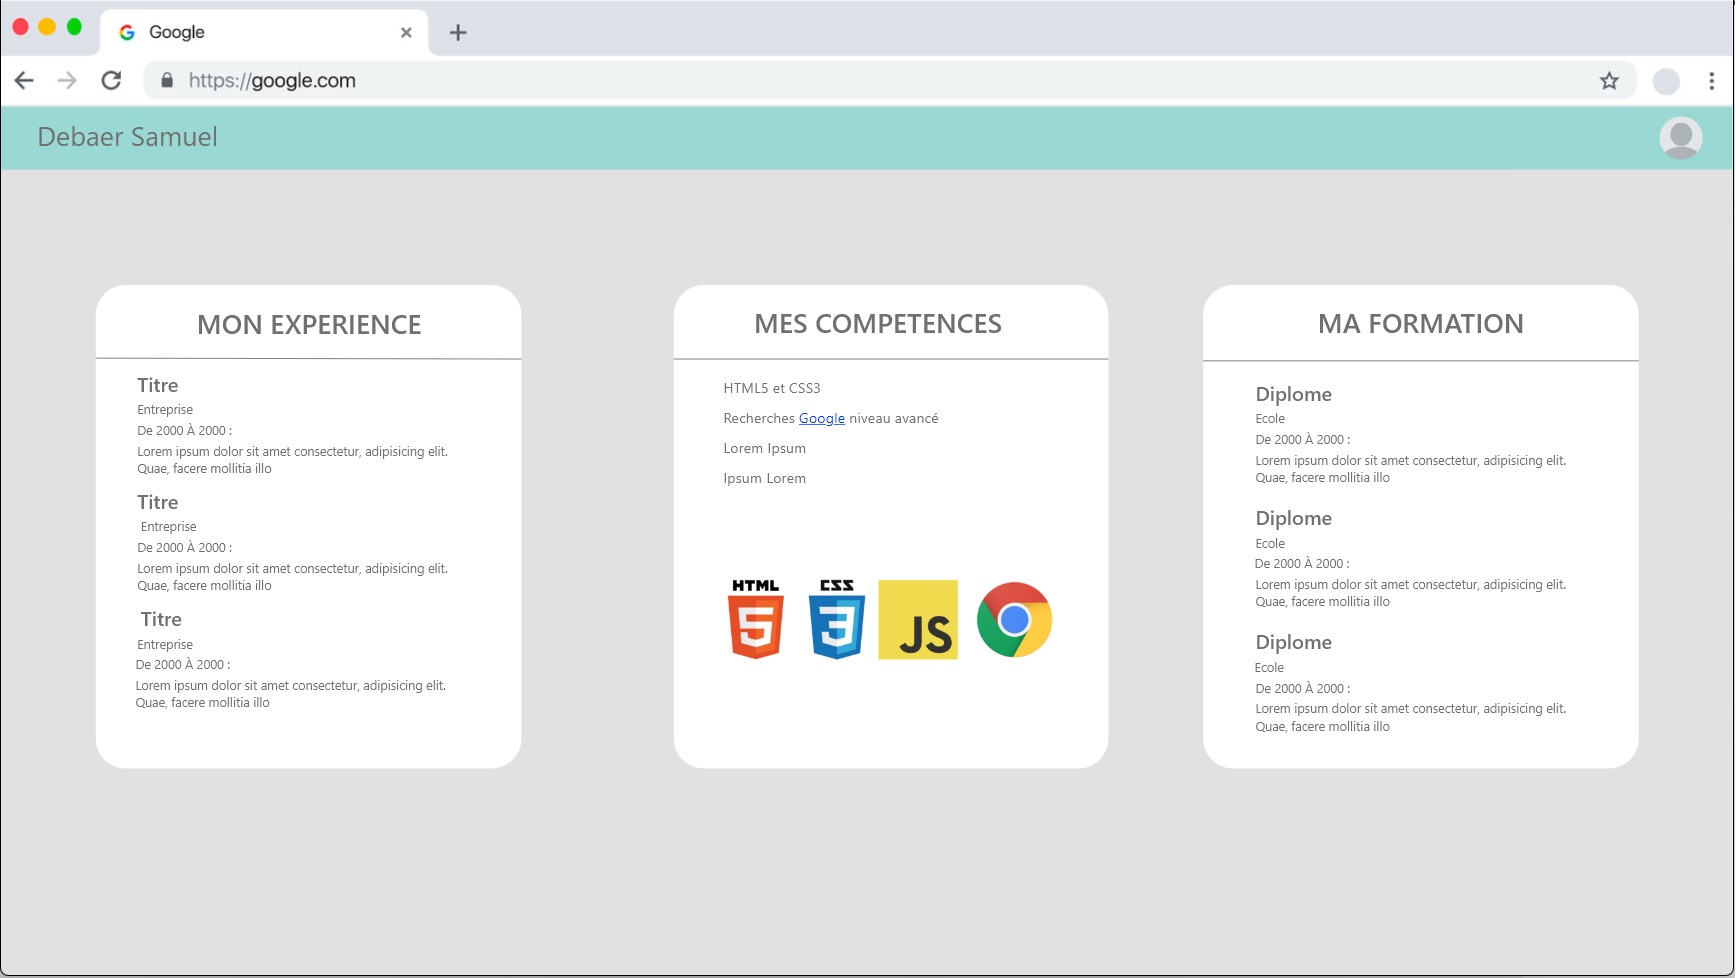 Google
https://google.com
Debaer Samuel
MON EXPERIENCE
Titre
Entreprise
De 2000 À 2000 :
Lorem ipsum dolor sit amet consectetur, adipisicing elit.
Quae, facere mollitia illo
Titre
Entreprise
De 2000 À 2000 :
Lorem ipsum dolor sit amet consectetur, adipisicing elit.
Quae, facere mollitia illo
Titre
Entreprise
De 2000 À 2000 :
Lorem ipsum dolor sit amet consectetur, adipisicing elit.
Quae, facere mollitia illo
MES COMPETENCES
HTML5 et CSS3
Recherches Google niveau avancé
Lorem Ipsum
Ipsum Lorem
HTML
5
CSS
3
JS
MA FORMATION
Diplome
Ecole
De 2000 À 2000 :
Lorem ipsum dolor sit amet consectetur, adipisicing elit.
Quae, facere mollitia illo
Diplome
Ecole
De 2000 À 2000 :
Lorem ipsum dolor sit amet consectetur, adipisicing elit.
Quae, facere mollitia illo
Diplome
Ecole
De 2000 À 2000 :
Lorem ipsum dolor sit amet consectetur, adipisicing elit.
Quae, facere mollitia illo